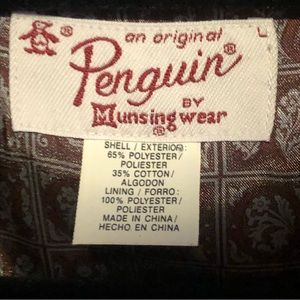 an original
L
Penguin®
BY
Munsingwear®
SHELL / EXTERIOR:
65% POLYESTER/
POLIESTER
35% COTTON/
ALGODON
LINING / FORRO:
100% POLYESTER/
POLIESTER
MADE IN CHINA/
HECHO EN CHINA